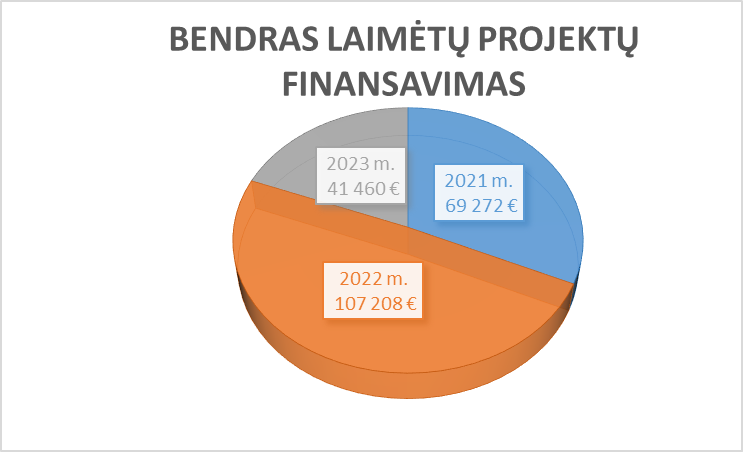 BENDRAS LAIMĖTŲ PROJEKTŲ
FINANSAVIMAS
2023 m.
41 460 €
2021 m.
69 272 €
2022 m.
107 208 €